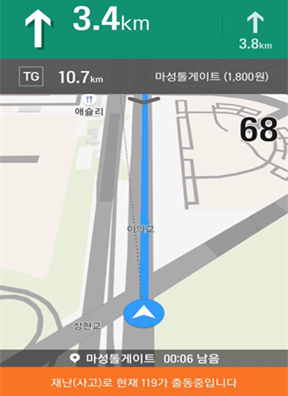 3.4km
3.8km
TG 10.7km 마성톨게이트 (1,800원)
애슐리
68
이의교
상현교
마성톨게이트 00:06 남음
재난(사고)로 현재 119가 출동중입니다